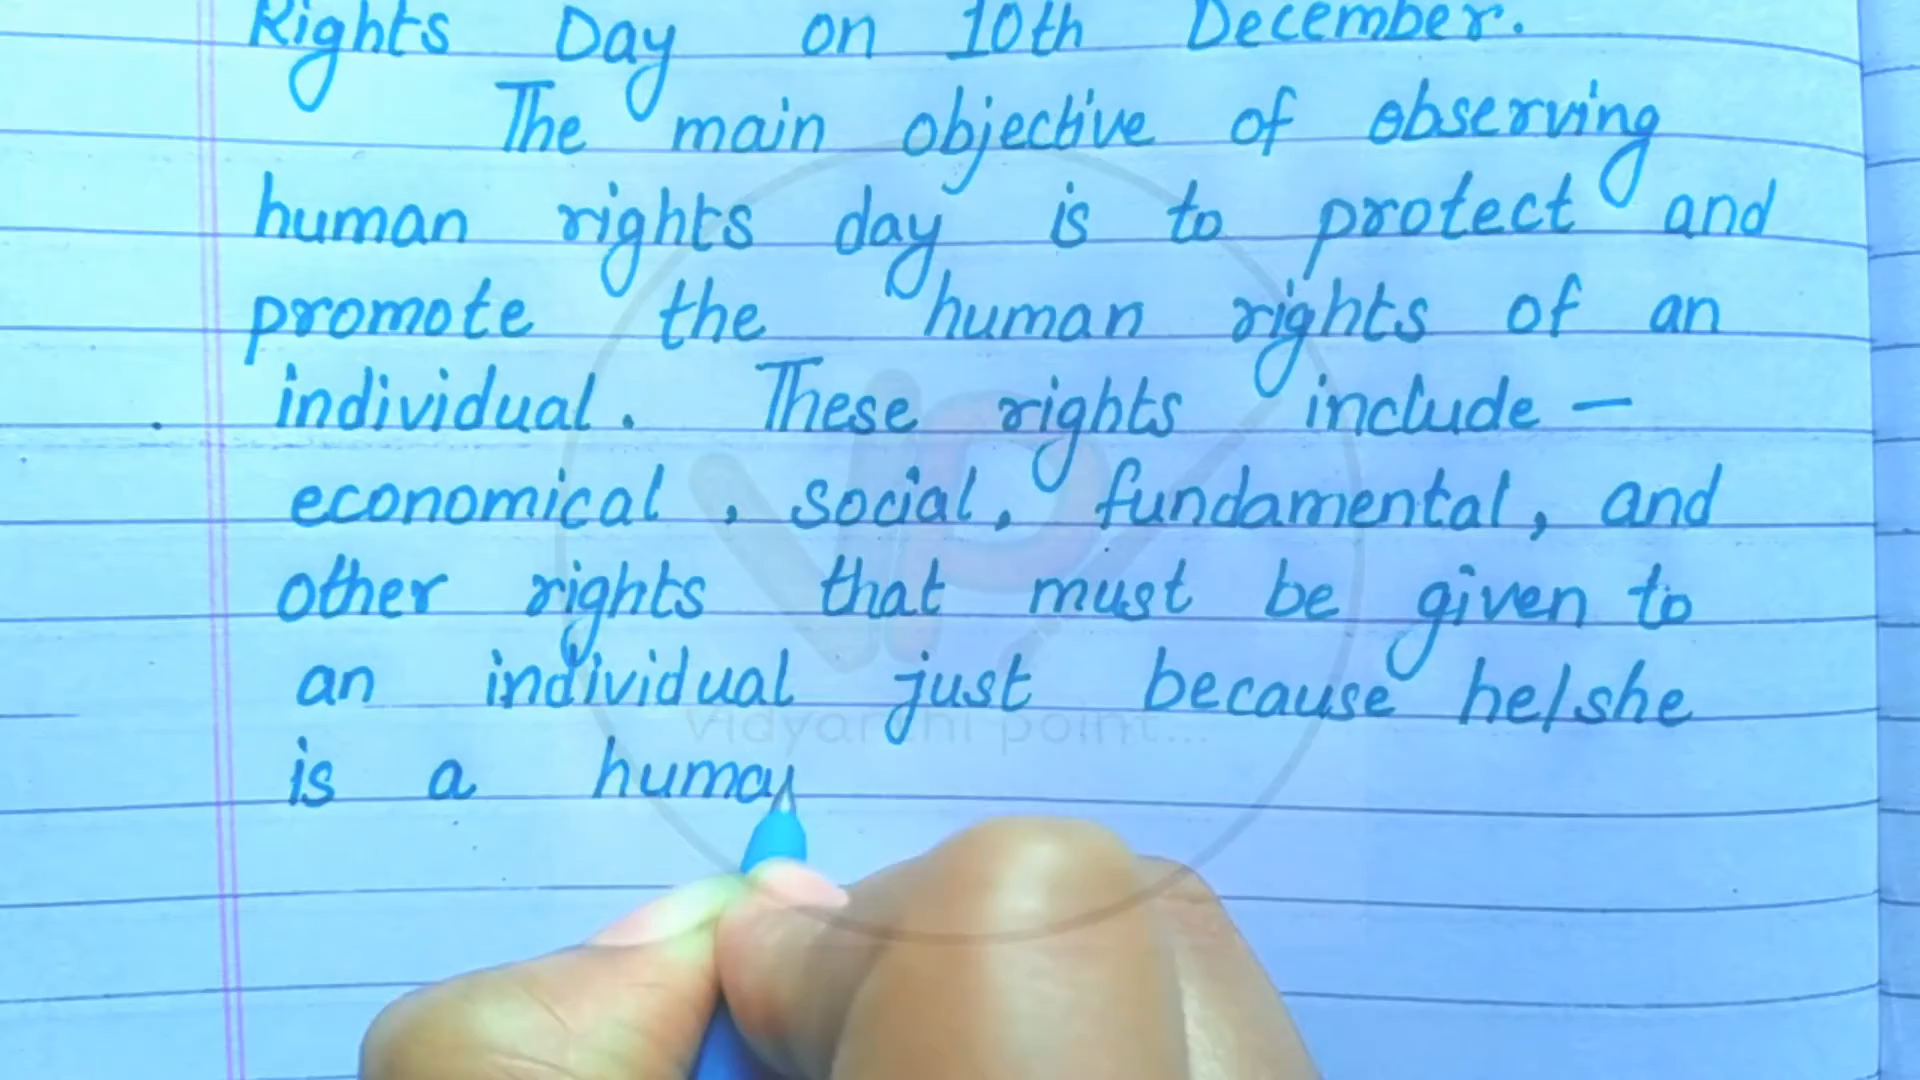 Rights Day on 10th December.
The main objective of observing
human rights day is to protect and
promote the human rights of an
individual. These rights include —
economical, social, fundamental, and
other rights that must be given to
an individual just because he/she
is a huma
Vidyarthi point...